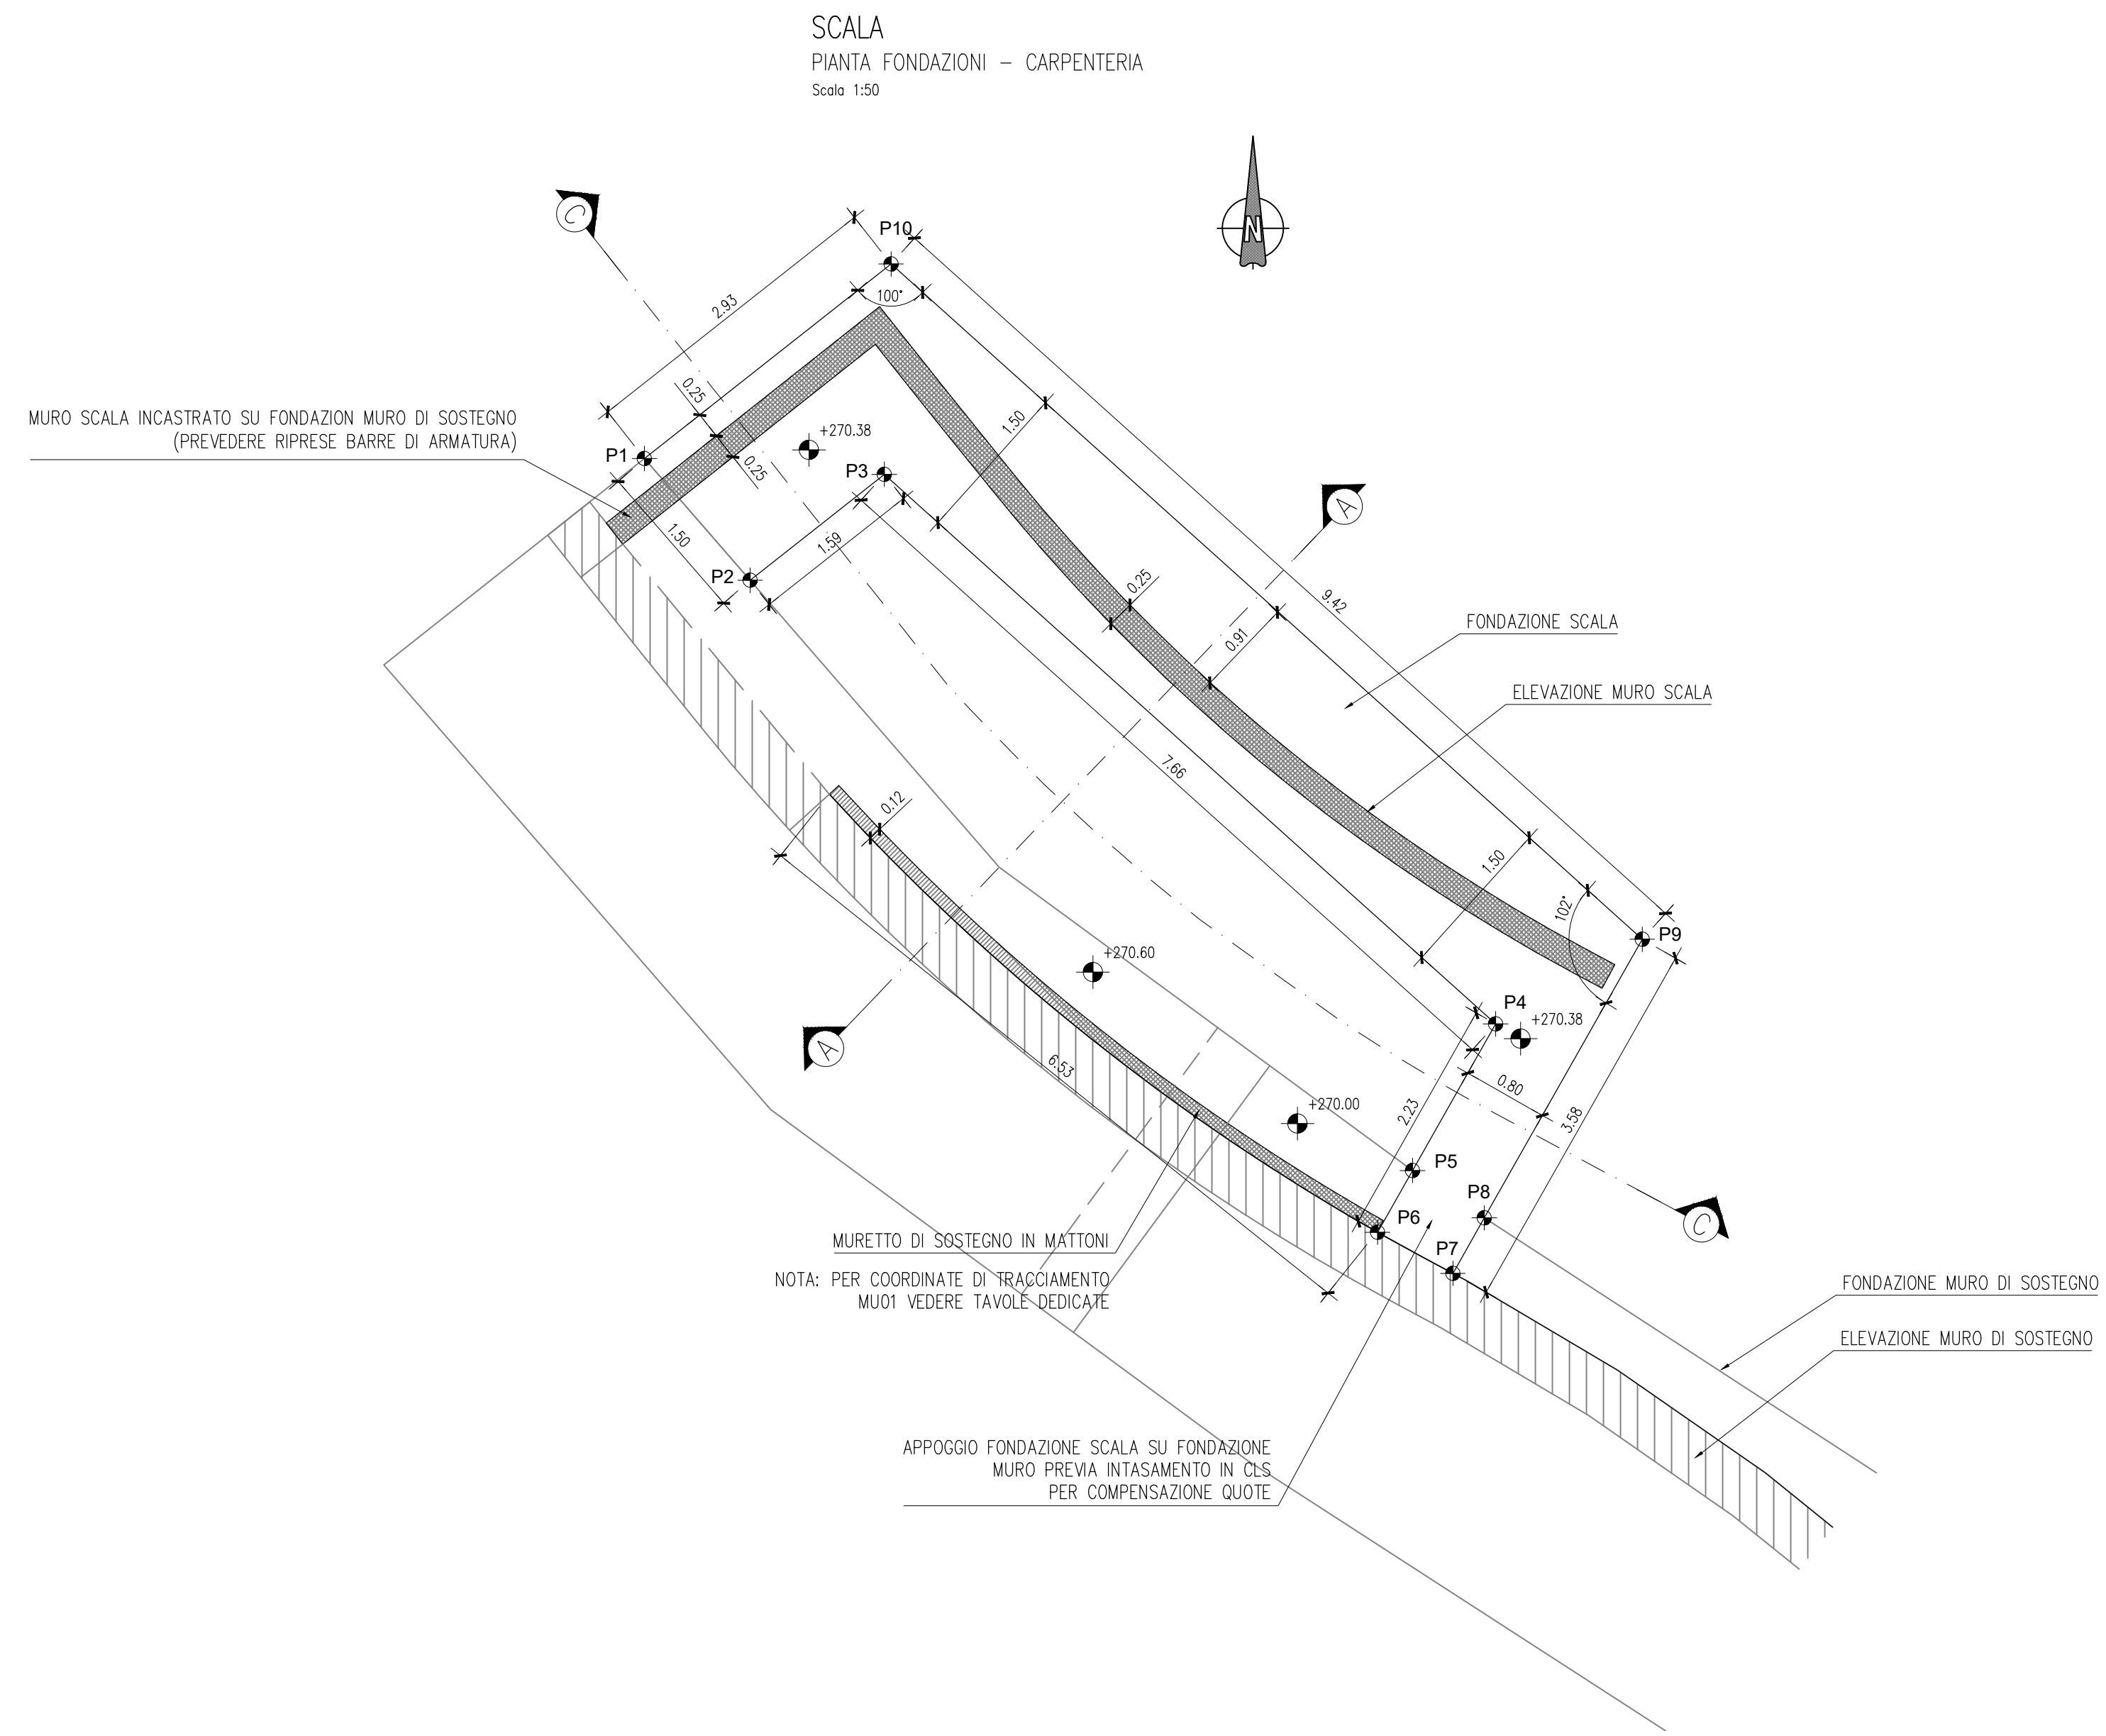 SCALA
PIANTA FONDAZIONI – CARPENTERIA
Scala 1:50
N
C
P10
100°
2.93
0.25
MURO SCALA INCASTRATO SU FONDAZION MURO DI SOSTEGNO
(PREVEDERE RIPRESE BARRE DI ARMATURA)
P1
+270.38
0.25
P3
1.50
A
1.50
1.59
P2
0.25
9.42
0.91
FONDAZIONE SCALA
ELEVAZIONE MURO SCALA
7.66
0.12
1.50
102°
P9
+270.60
P4
+270.38
A
6.53
0.80
2.23
3.58
+270.00
P5
P8
C
P6
P7
MURETTO DI SOSTEGNO IN MATTONI
NOTA: PER COORDINATE DI TRACCIAMENTO
MU01 VEDERE TAVOLE DEDICATE
FONDAZIONE MURO DI SOSTEGNO
ELEVAZIONE MURO DI SOSTEGNO
APPOGGIO FONDAZIONE SCALA SU FONDAZIONE
MURO PREVIA INTASAMENTO IN CLS
PER COMPENSAZIONE QUOTE